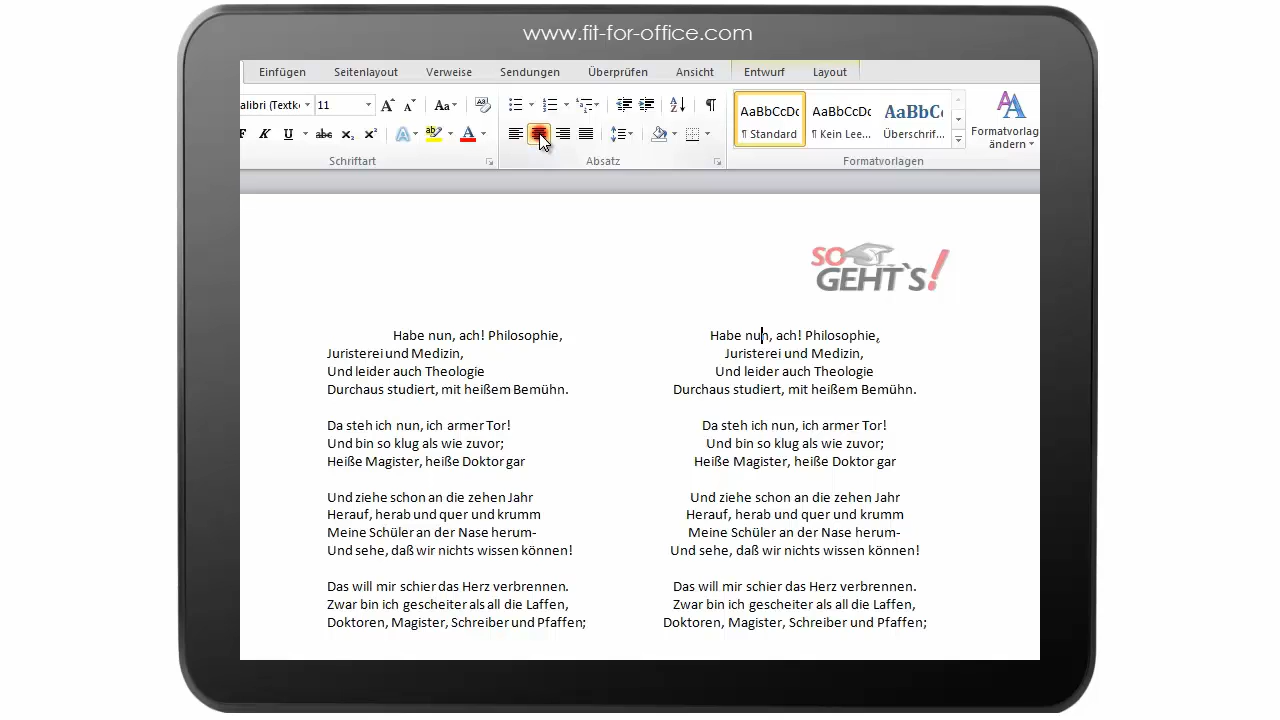 www.fit-for-office.com
Einfügen Seitenlayout Verweise Sendungen Überprüfen Ansicht Entwurf Layout
alibri (Textk 11 A A Aa
F K U abc x₂ x² A ab A
AaBbCcDc AaBbCcDc AaBbC
¶ Standard ¶ Kein Lee... Überschrif...
Formatvorlag
ändern
Schriftart Absatz Formatvorlagen
SO
GEHT`S!
Habe nun, ach! Philosophie,
Juristerei und Medizin,
Und leider auch Theologie
Durchaus studiert, mit heißem Bemühn.
Da steh ich nun, ich armer Tor!
Und bin so klug als wie zuvor;
Heiße Magister, heiße Doktor gar
Und ziehe schon an die zehen Jahr
Herauf, herab und quer und krumm
Meine Schüler an der Nase herum-
Und sehe, daß wir nichts wissen können!
Das will mir schier das Herz verbrennen.
Zwar bin ich gescheiter als all die Laffen,
Doktoren, Magister, Schreiber und Pfaffen;
Habe nun, ach! Philosophie,
Juristerei und Medizin,
Und leider auch Theologie
Durchaus studiert, mit heißem Bemühn.
Da steh ich nun, ich armer Tor!
Und bin so klug als wie zuvor;
Heiße Magister, heiße Doktor gar
Und ziehe schon an die zehen Jahr
Herauf, herab und quer und krumm
Meine Schüler an der Nase herum-
Und sehe, daß wir nichts wissen können!
Das will mir schier das Herz verbrennen.
Zwar bin ich gescheiter als all die Laffen,
Doktoren, Magister, Schreiber und Pfaffen;